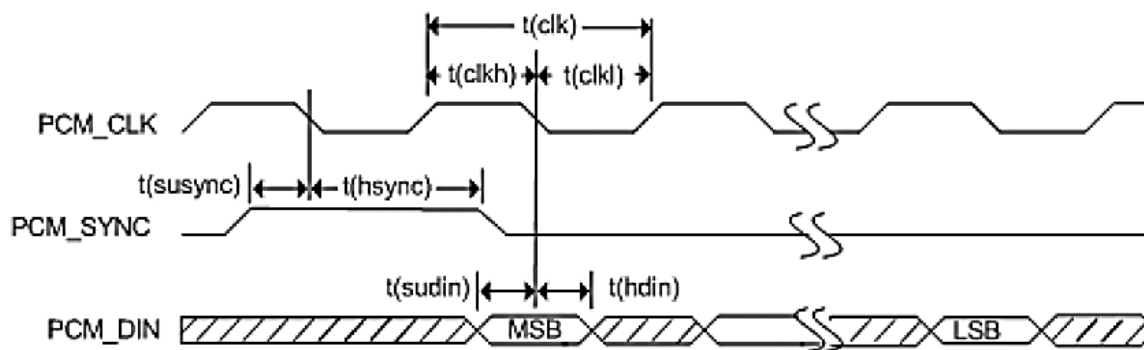 t(clk)
t(clkh) t(clkl)
PCM_CLK
t(susync) t(hsync)
PCM_SYNC
t(sudin) t(hdin)
PCM_DIN MSB LSB